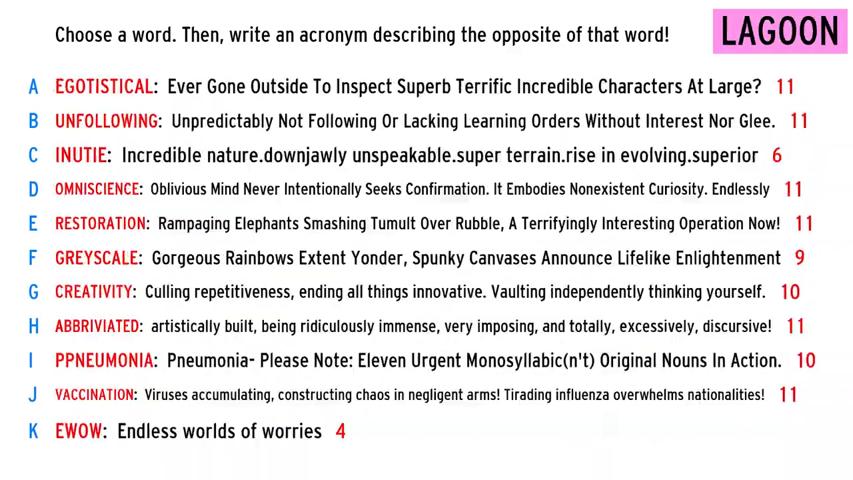 Choose a word. Then, write an acronym describing the opposite of that word!
LAGOON
A EGOTISTICAL: Ever Gone Outside To Inspect Superb Terrific Incredible Characters At Large? 11
B UNFOLLOWING: Unpredictably Not Following Or Lacking Learning Orders Without Interest Nor Glee. 11
C INUTIE: Incredible nature.downjawly unspeakable.super terrain.rise in evolving.superior 6
D OMNISCIENCE: Oblivious Mind Never Intentionally Seeks Confirmation. It Embodies Nonexistent Curiosity. Endlessly 11
E RESTORATION: Rampaging Elephants Smashing Tumult Over Rubble, A Terrifyingly Interesting Operation Now! 11
F GREYSCALE: Gorgeous Rainbows Extent Yonder, Spunky Canvases Announce Lifelike Enlightenment 9
G CREATIVITY: Culling repetitiveness, ending all things innovative. Vaulting independently thinking yourself. 10
H ABBRIVIATED: artistically built, being ridiculously immense, very imposing, and totally, excessively, discursive! 11
I PPNEUMONIA: Pneumonia- Please Note: Eleven Urgent Monosyllabic(n't) Original Nouns In Action. 10
J VACCINATION: Viruses accumulating, constructing chaos in negligent arms! Tirading influenza overwhelms nationalities! 11
K EWOW: Endless worlds of worries 4